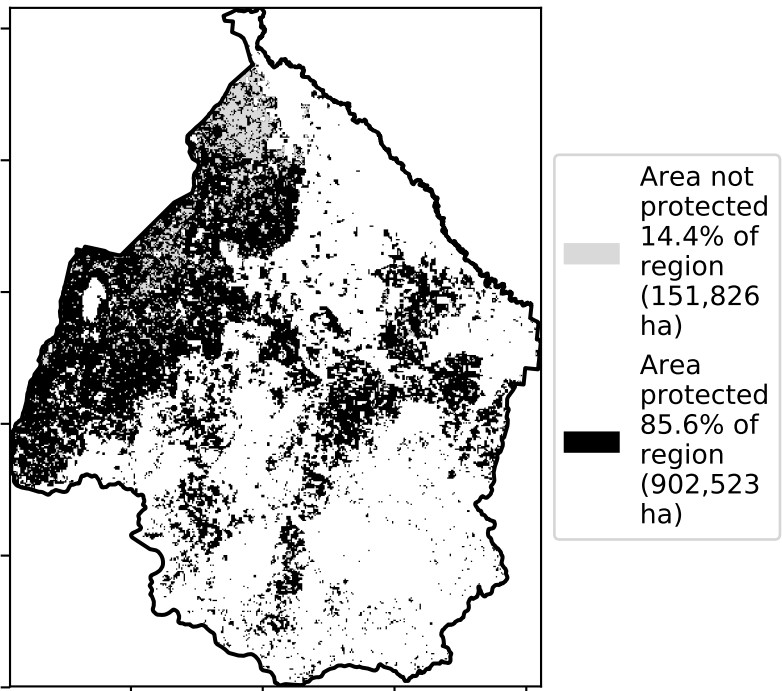 Area not
protected
14.4% of
region
(151,826
ha)
Area
protected
85.6% of
region
(902,523
ha)